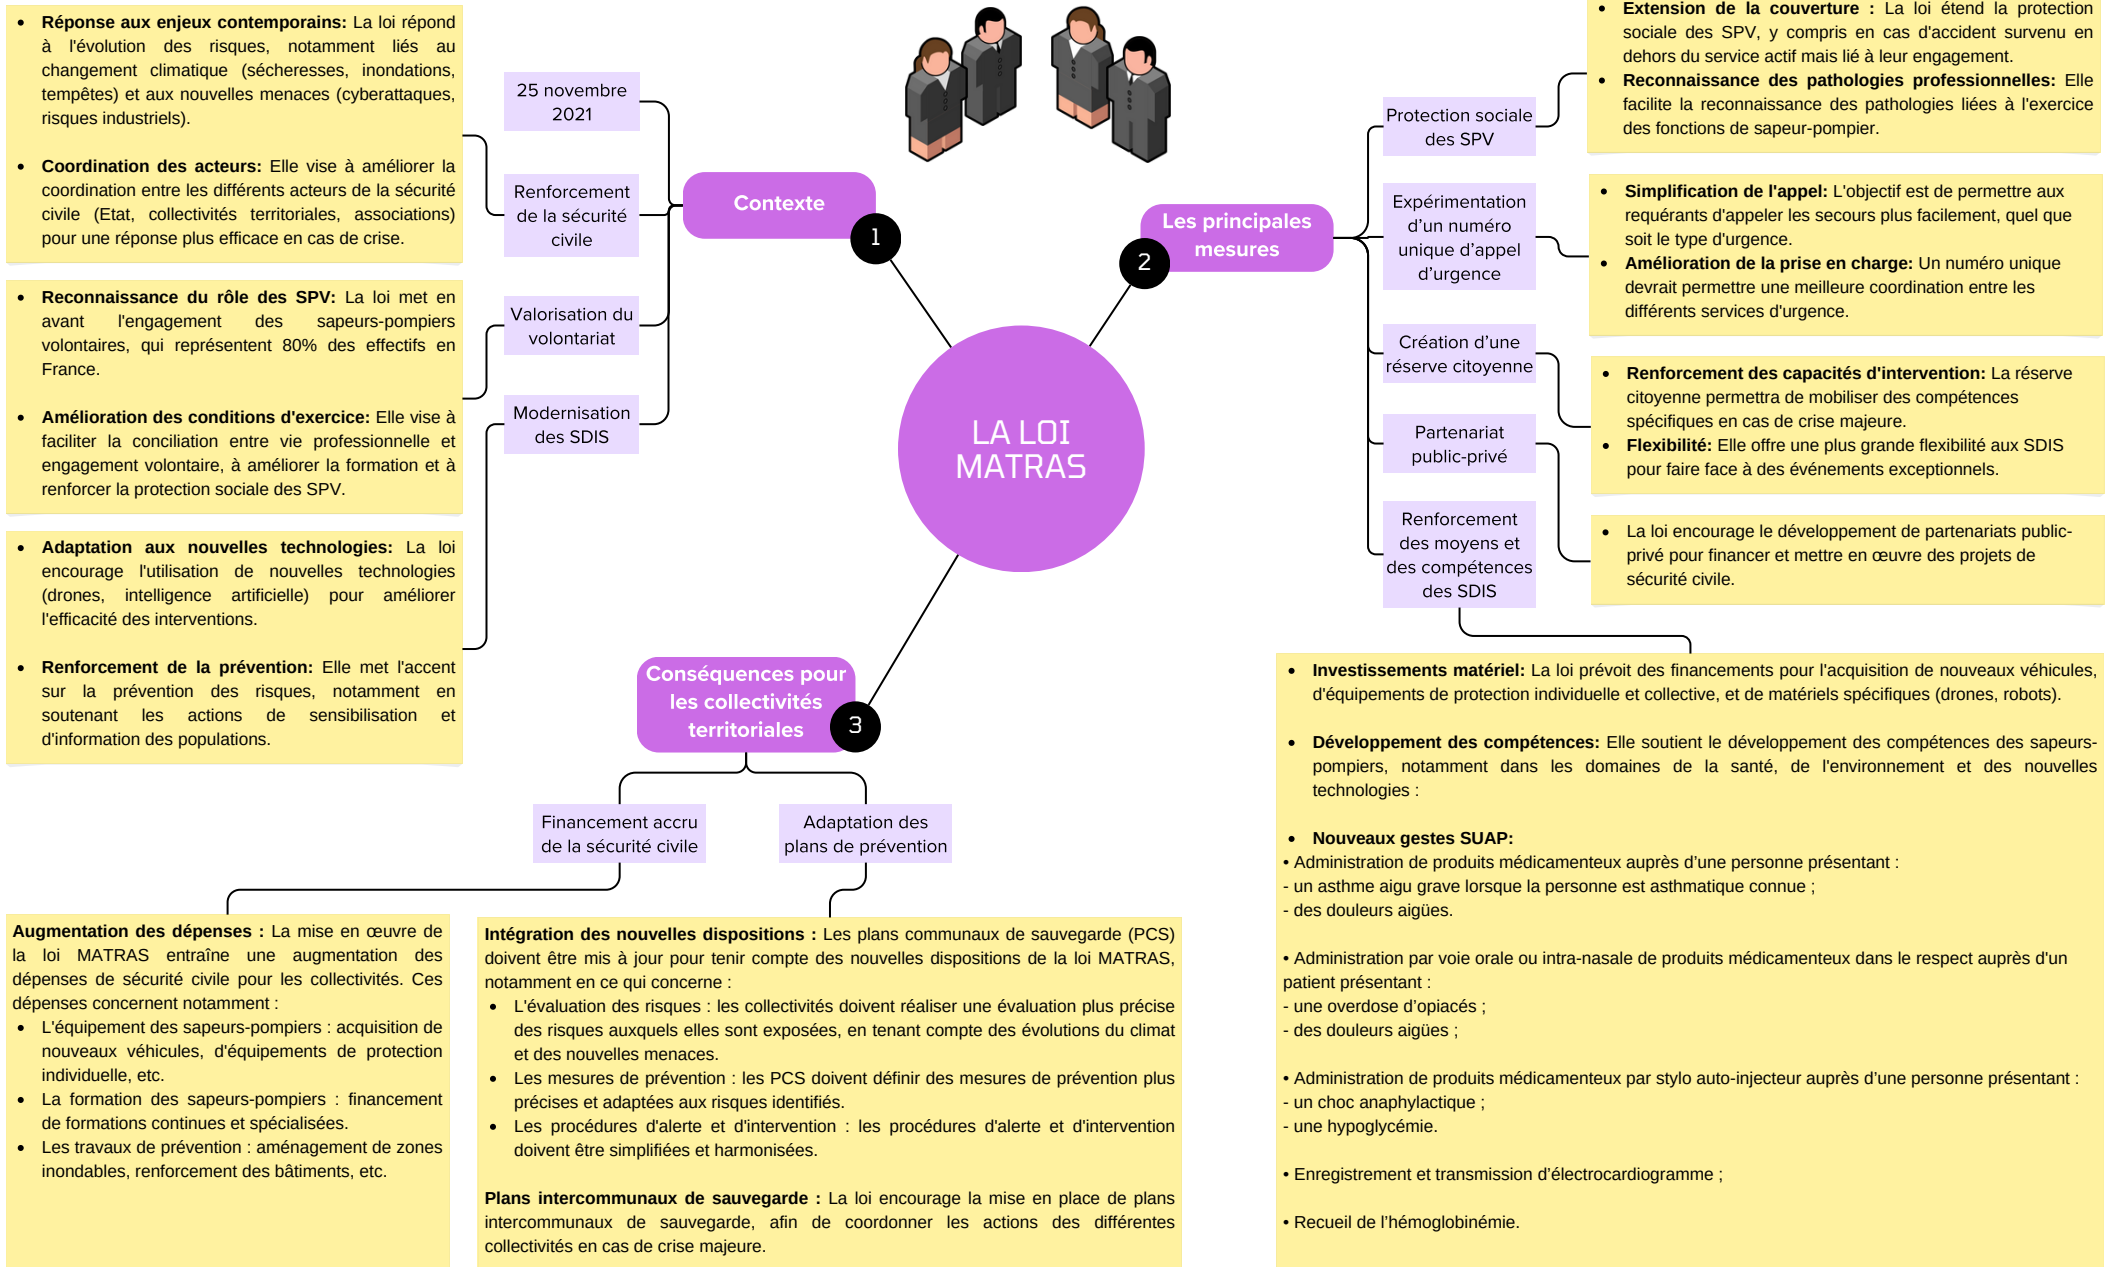 LA LOI
MATRAS
Contexte
1
25 novembre
2021
Renforcement
de la sécurité
civile
• Réponse aux enjeux contemporains: La loi répond
à l'évolution des risques, notamment liés au
changement climatique (sécheresses, inondations,
tempêtes) et aux nouvelles menaces (cyberattaques,
risques industriels).
• Coordination des acteurs: Elle vise à améliorer la
coordination entre les différents acteurs de la sécurité
civile (Etat, collectivités territoriales, associations)
pour une réponse plus efficace en cas de crise.
Valorisation du
volontariat
• Reconnaissance du rôle des SPV: La loi met en
avant l'engagement des sapeurs-pompiers
volontaires, qui représentent 80% des effectifs en
France.
• Amélioration des conditions d'exercice: Elle vise à
faciliter la conciliation entre vie professionnelle et
engagement volontaire, à améliorer la formation et à
renforcer la protection sociale des SPV.
Modernisation
des SDIS
• Adaptation aux nouvelles technologies: La loi
encourage l'utilisation de nouvelles technologies
(drones, intelligence artificielle) pour améliorer
l'efficacité des interventions.
• Renforcement de la prévention: Elle met l'accent
sur la prévention des risques, notamment en
soutenant les actions de sensibilisation et
d'information des populations.
Les principales
mesures
2
Protection sociale
des SPV
• Extension de la couverture : La loi étend la protection
sociale des SPV, y compris en cas d'accident survenu en
dehors du service actif mais lié à leur engagement.
• Reconnaissance des pathologies professionnelles: Elle
facilite la reconnaissance des pathologies liées à l'exercice
des fonctions de sapeur-pompier.
Expérimentation
d'un numéro
unique d'appel
d'urgence
• Simplification de l'appel: L'objectif est de permettre aux
requérants d'appeler les secours plus facilement, quel que
soit le type d'urgence.
• Amélioration de la prise en charge: Un numéro unique
devrait permettre une meilleure coordination entre les
différents services d'urgence.
Création d'une
réserve citoyenne
• Renforcement des capacités d'intervention: La réserve
citoyenne permettra de mobiliser des compétences
spécifiques en cas de crise majeure.
• Flexibilité: Elle offre une plus grande flexibilité aux SDIS
pour faire face à des événements exceptionnels.
Partenariat
public-privé
• La loi encourage le développement de partenariats public-
privé pour financer et mettre en œuvre des projets de
sécurité civile.
Renforcement
des moyens et
des compétences
des SDIS
• Investissements matériel: La loi prévoit des financements pour l'acquisition de nouveaux véhicules,
d'équipements de protection individuelle et collective, et de matériels spécifiques (drones, robots).
• Développement des compétences: Elle soutient le développement des compétences des sapeurs-
pompiers, notamment dans les domaines de la santé, de l'environnement et des nouvelles
technologies :
• Nouveaux gestes SUAP:
• Administration de produits médicamenteux auprès d'une personne présentant :
- un asthme aigu grave lorsque la personne est asthmatique connue ;
- des douleurs aigües.
• Administration par voie orale ou intra-nasale de produits médicamenteux dans le respect auprès d'un
patient présentant :
- une overdose d'opiacés ;
- des douleurs aigües ;
• Administration de produits médicamenteux par stylo auto-injecteur auprès d'une personne présentant :
- un choc anaphylactique ;
- une hypoglycémie.
• Enregistrement et transmission d'électrocardiogramme ;
• Recueil de l'hémoglobinémie.
Conséquences pour
les collectivités
territoriales
3
Financement accru
de la sécurité civile
Augmentation des dépenses : La mise en œuvre de
la loi MATRAS entraîne une augmentation des
dépenses de sécurité civile pour les collectivités. Ces
dépenses concernent notamment :
• L'équipement des sapeurs-pompiers : acquisition de
nouveaux véhicules, d'équipements de protection
individuelle, etc.
• La formation des sapeurs-pompiers : financement
de formations continues et spécialisées.
• Les travaux de prévention : aménagement de zones
inondables, renforcement des bâtiments, etc.
Adaptation des
plans de prévention
Intégration des nouvelles dispositions : Les plans communaux de sauvegarde (PCS)
doivent être mis à jour pour tenir compte des nouvelles dispositions de la loi MATRAS,
notamment en ce qui concerne :
• L'évaluation des risques : les collectivités doivent réaliser une évaluation plus précise
des risques auxquels elles sont exposées, en tenant compte des évolutions du climat
et des nouvelles menaces.
• Les mesures de prévention : les PCS doivent définir des mesures de prévention plus
précises et adaptées aux risques identifiés.
• Les procédures d'alerte et d'intervention : les procédures d'alerte et d'intervention
doivent être simplifiées et harmonisées.
Plans intercommunaux de sauvegarde : La loi encourage la mise en place de plans
intercommunaux de sauvegarde, afin de coordonner les actions des différentes
collectivités en cas de crise majeure.